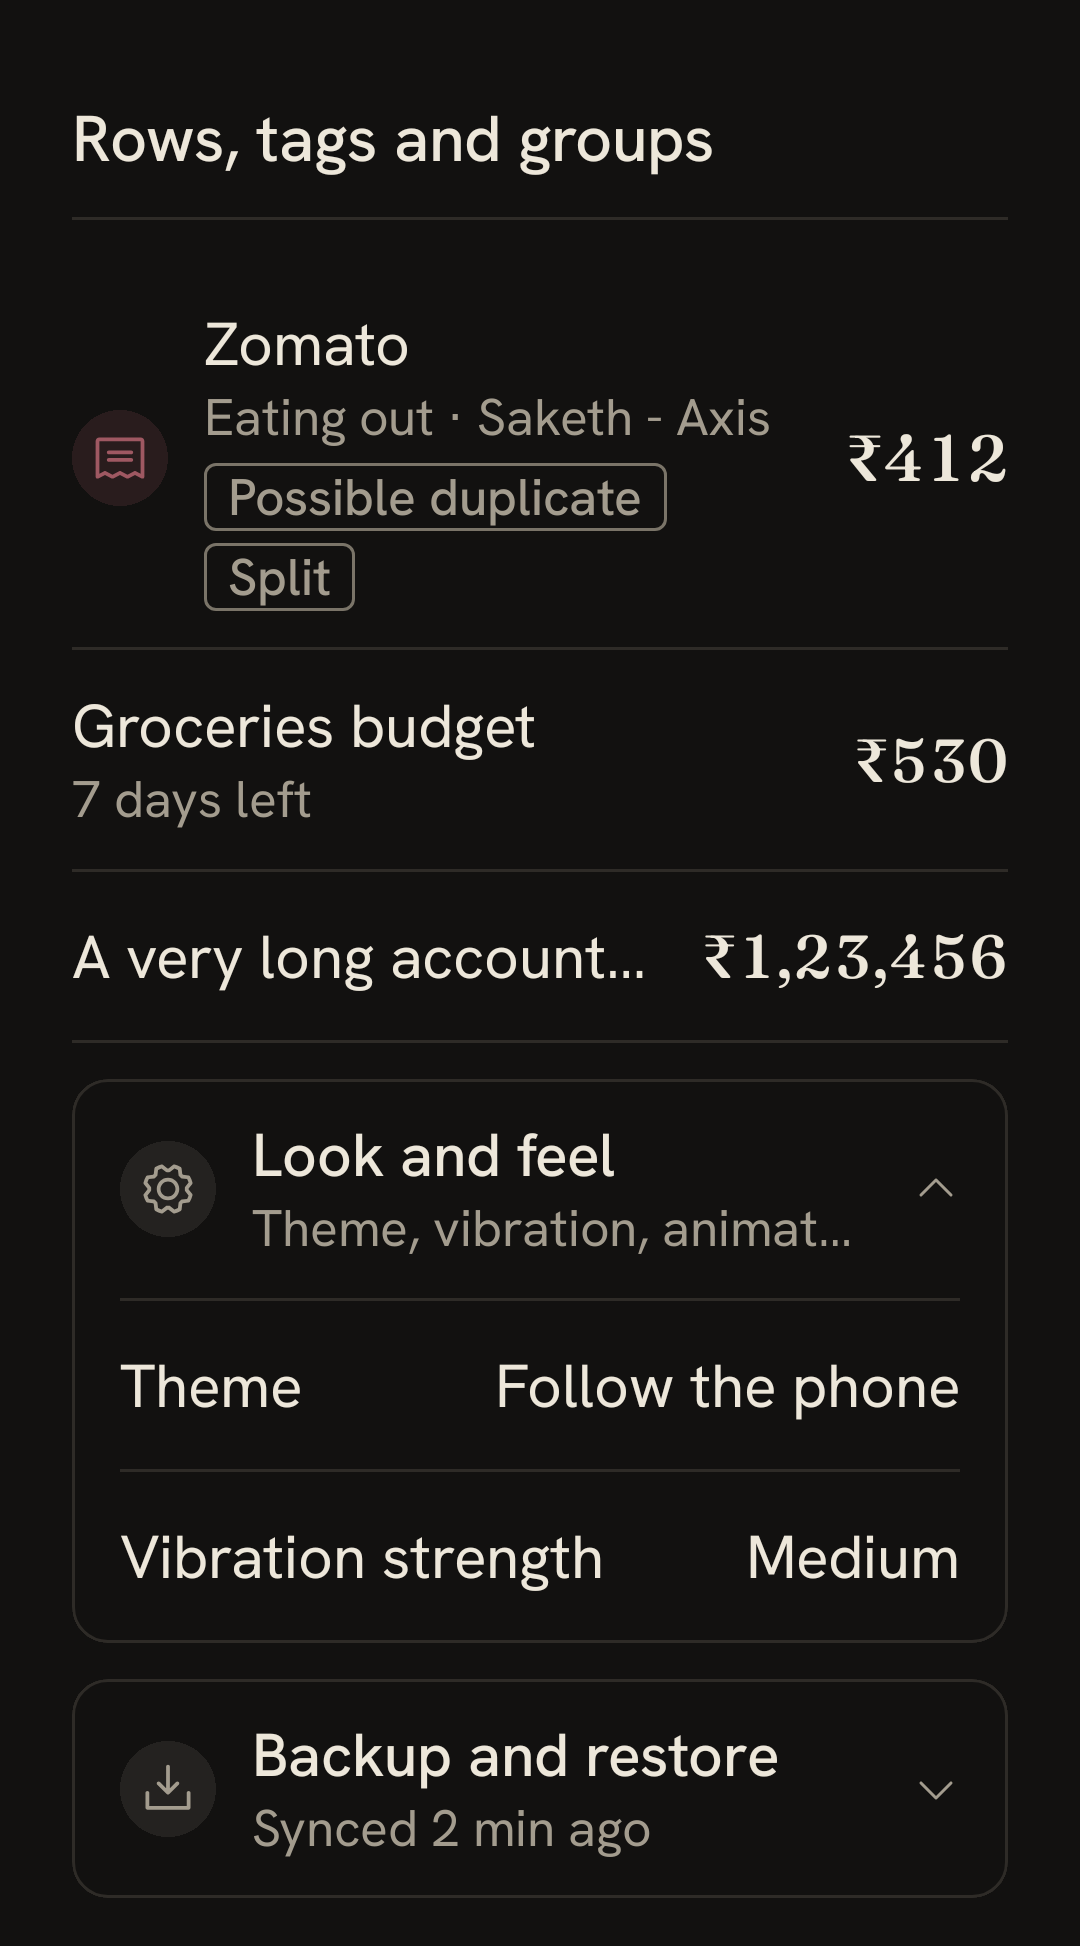 Rows, tags and groups
Zomato
Eating out · Saketh - Axis
₹412
Possible duplicate
Split
Groceries budget
₹530
7 days left
A very long account... ₹1,23,456
Look and feel
Theme, vibration, animat...
Theme Follow the phone
Vibration strength Medium
Backup and restore
Synced 2 min ago